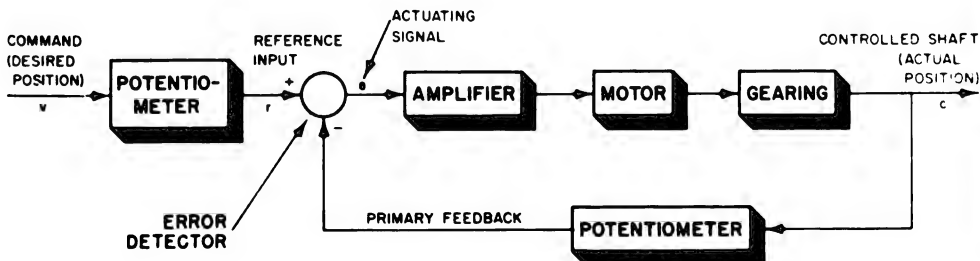 COMMAND
(DESIRED
POSITION)
v
POTENTIO-
METER
REFERENCE
INPUT
+
r
ACTUATING
SIGNAL
e
-
ERROR
DETECTOR
AMPLIFIER
MOTOR
GEARING
CONTROLLED SHAFT
(ACTUAL
POSITION)
C
PRIMARY FEEDBACK
POTENTIOMETER